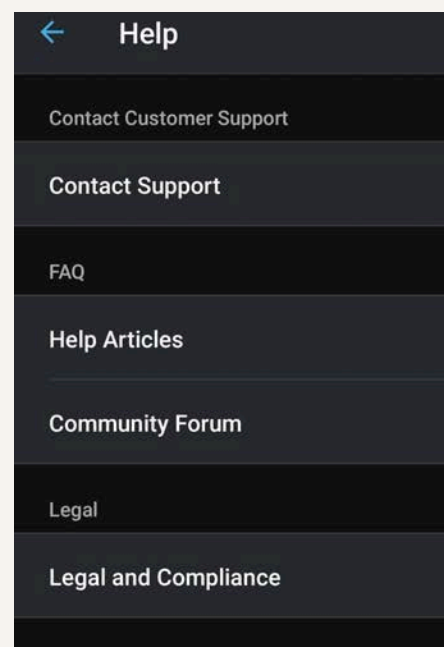 Help
Contact Customer Support
Contact Support
FAQ
Help Articles
Community Forum
Legal
Legal and Compliance